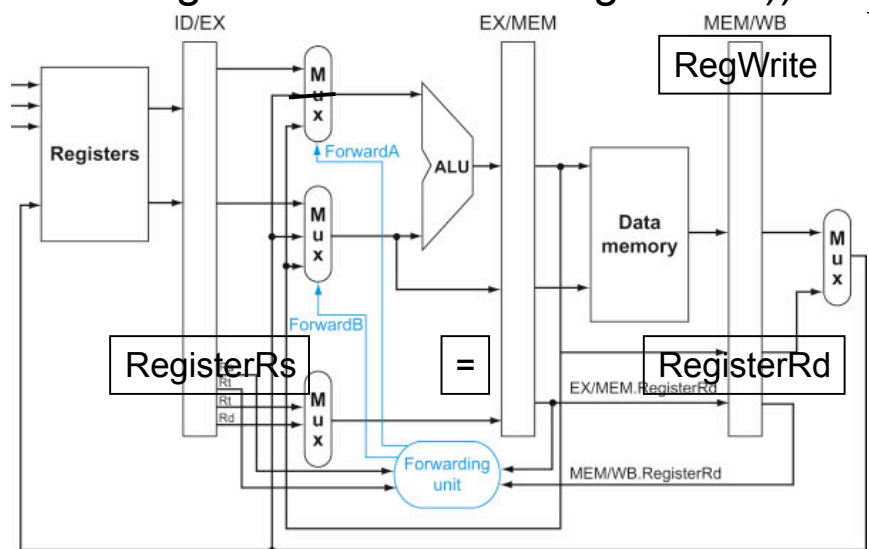 ID/EX
EX/MEM
MEM/WB
RegWrite
M
u
x
Registers
ForwardA
ALU
M
u
x
Data
memory
M
u
x
ForwardB
RegisterRs
=
RegisterRd
Rt
Rt
Rd
EX/MEM.RegisterRd
M
u
x
Forwarding
unit
MEM/WB.RegisterRd